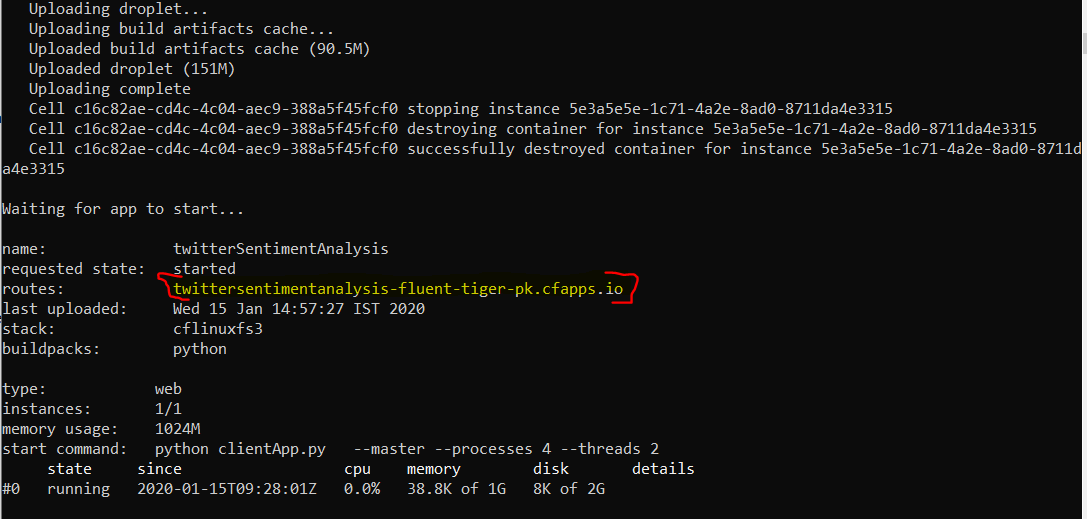 Uploading droplet...
Uploading build artifacts cache...
Uploaded build artifacts cache (90.5M)
Uploaded droplet (151M)
Uploading complete
Cell c16c82ae-cd4c-4c04-aec9-388a5f45fcf0 stopping instance 5e3a5e5e-1c71-4a2e-8ad0-8711da4e3315
Cell c16c82ae-cd4c-4c04-aec9-388a5f45fcf0 destroying container for instance 5e3a5e5e-1c71-4a2e-8ad0-8711da4e3315
Cell c16c82ae-cd4c-4c04-aec9-388a5f45fcf0 successfully destroyed container for instance 5e3a5e5e-1c71-4a2e-8ad0-8711d
a4e3315
Waiting for app to start...
name: twitterSentimentAnalysis
requested state: started
routes: twittersentimentanalysis-fluent-tiger-pk.cfapps.io
last uploaded: Wed 15 Jan 14:57:27 IST 2020
stack: cflinuxfs3
buildpacks: python
type: web
instances: 1/1
memory usage: 1024M
start command: python clientApp.py --master --processes 4 --threads 2
state since cpu memory disk details
#0 running 2020-01-15T09:28:01Z 0.0% 38.8K of 1G 8K of 2G